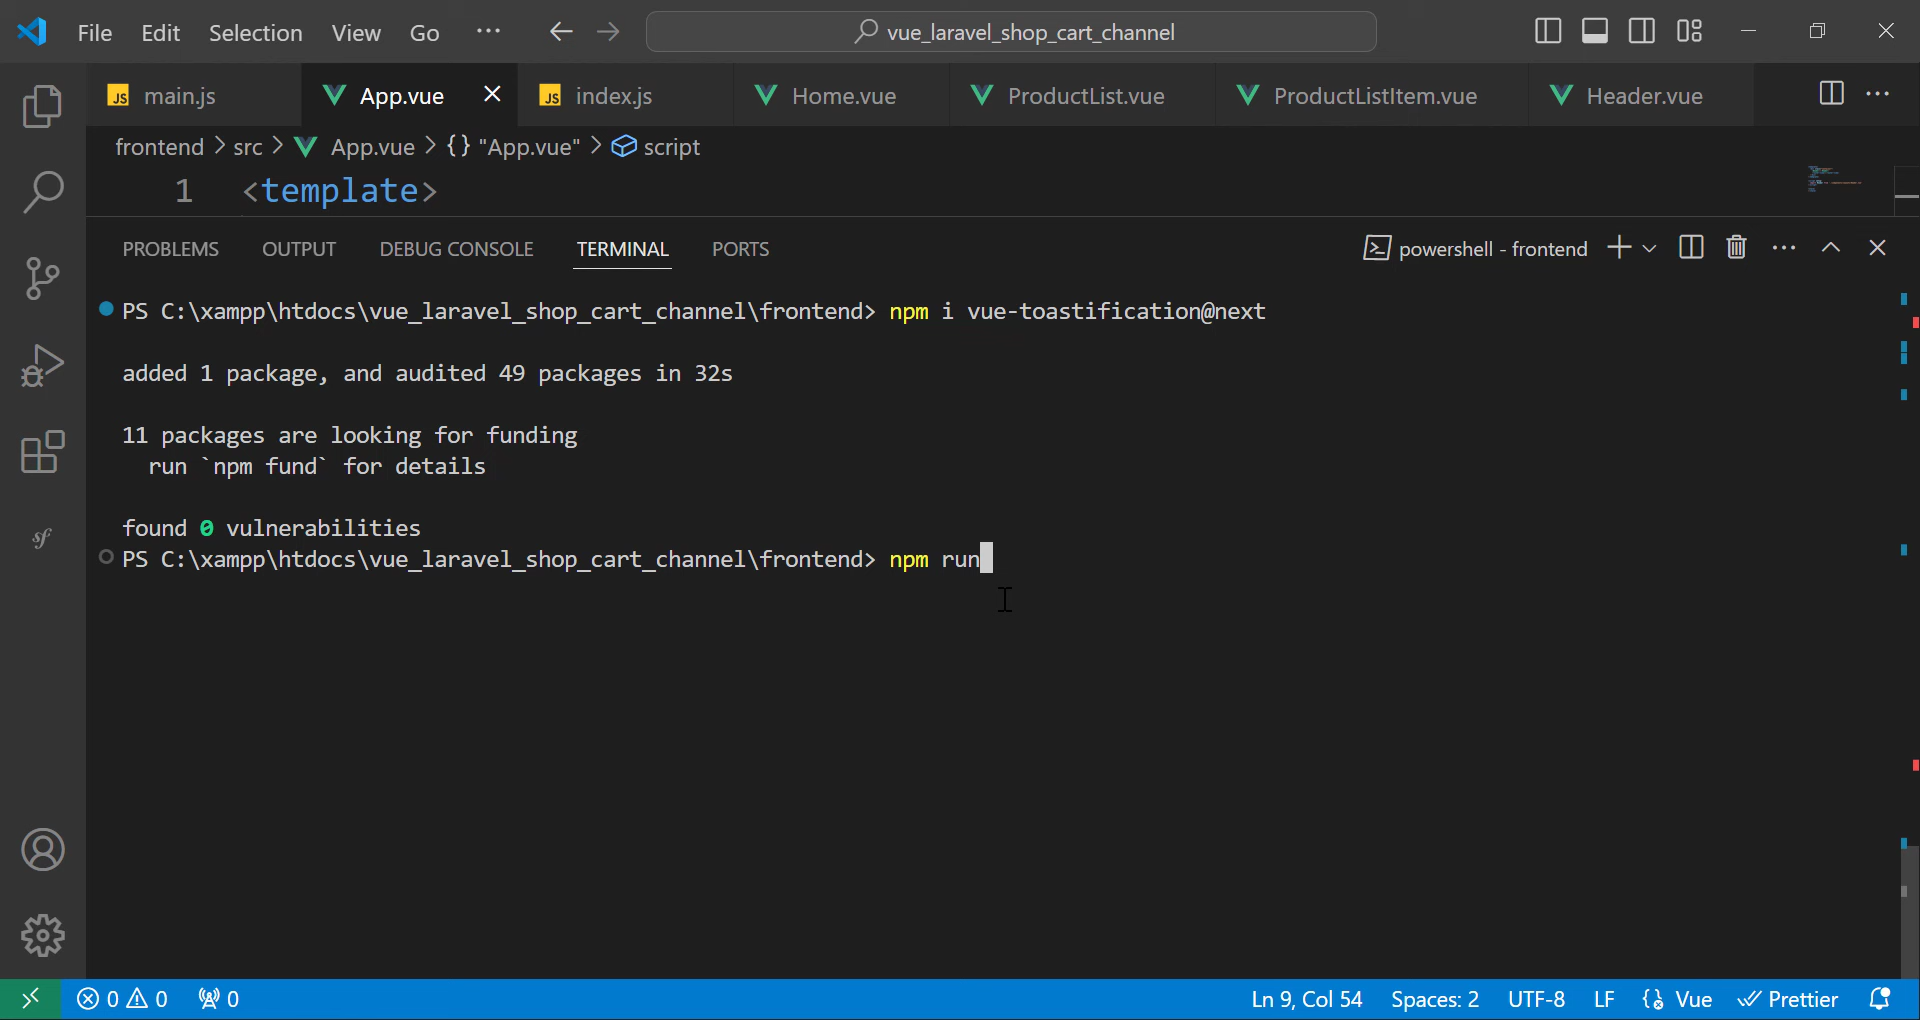 File Edit Selection View Go ··· vue_laravel_shop_cart_channel
JS main.js App.vue JS index.js Home.vue ProductList.vue ProductListItem.vue Header.vue ···
frontend > src > App.vue > {} "App.vue" > script
1 <template>
PROBLEMS OUTPUT DEBUG CONSOLE TERMINAL PORTS powershell - frontend ···
PS C:\xampp\htdocs\vue_laravel_shop_cart_channel\frontend> npm i vue-toastification@next
added 1 package, and audited 49 packages in 32s
11 packages are looking for funding
run `npm fund` for details
found 0 vulnerabilities
PS C:\xampp\htdocs\vue_laravel_shop_cart_channel\frontend> npm run
sf
0 0 0 Ln 9, Col 54 Spaces: 2 UTF-8 LF Vue Prettier